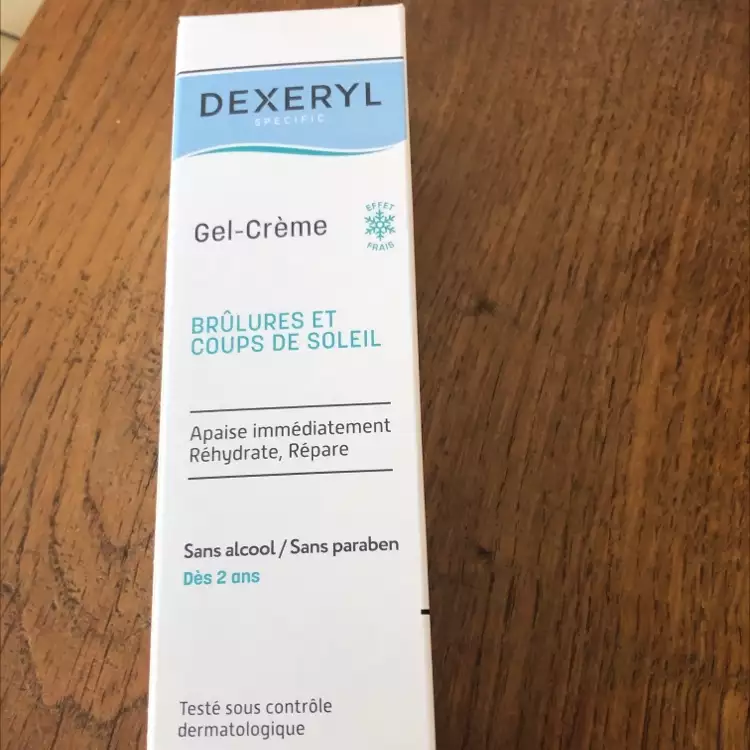 DEXERYL
SPECIFIC
Gel-Crème
EFFET
FRAIS
BRÛLURES ET
COUPS DE SOLEIL
Apaise immédiatement
Réhydrate, Répare
Sans alcool / Sans paraben
Dès 2 ans
Testé sous contrôle
dermatologique